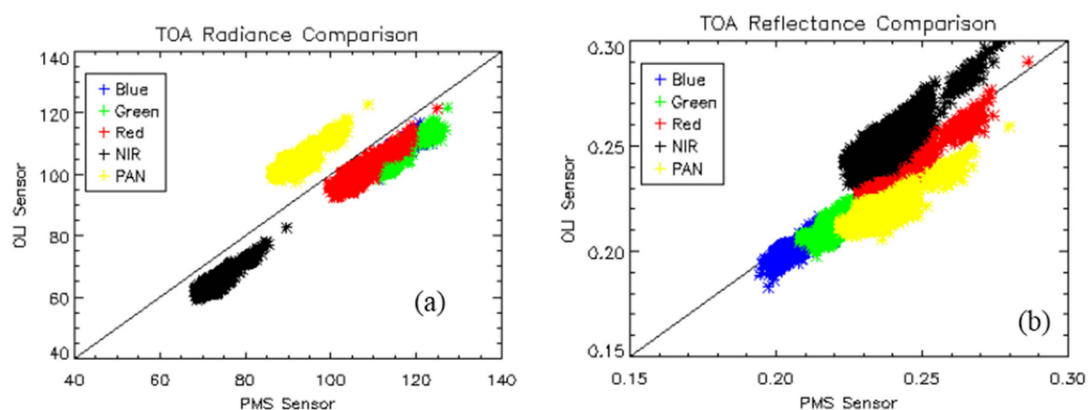 TOA Radiance Comparison
140
120
100
80
60
40
OLI Sensor
+ Blue
+ Green
+ Red
+ NIR
+ PAN
(a)
40 60 80 100 120 140
PMS Sensor
TOA Reflectance Comparison
0.30
0.25
0.20
0.15
OLI Sensor
+ Blue
+ Green
+ Red
+ NIR
+ PAN
(b)
0.15 0.20 0.25 0.30
PMS Sensor